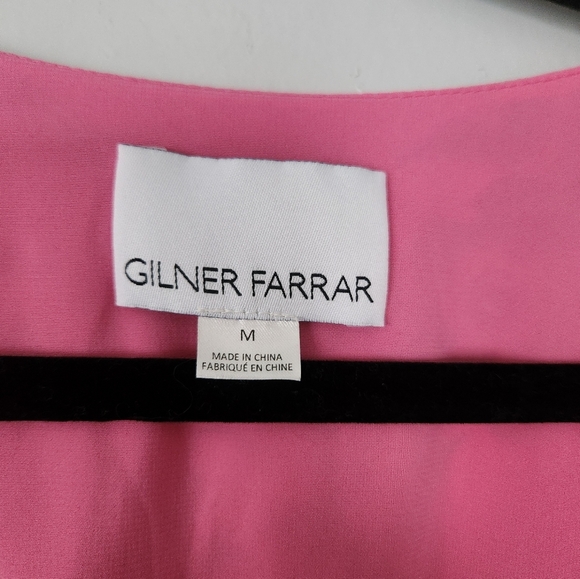 GILNER FARRAR
M
MADE IN CHINA
FABRIQUÉ EN CHINE